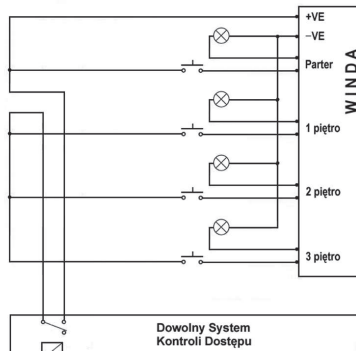 +VE
–VE
Parter
WINDA
1 piętro
2 piętro
3 piętro
Dowolny System
Kontroli Dostępu